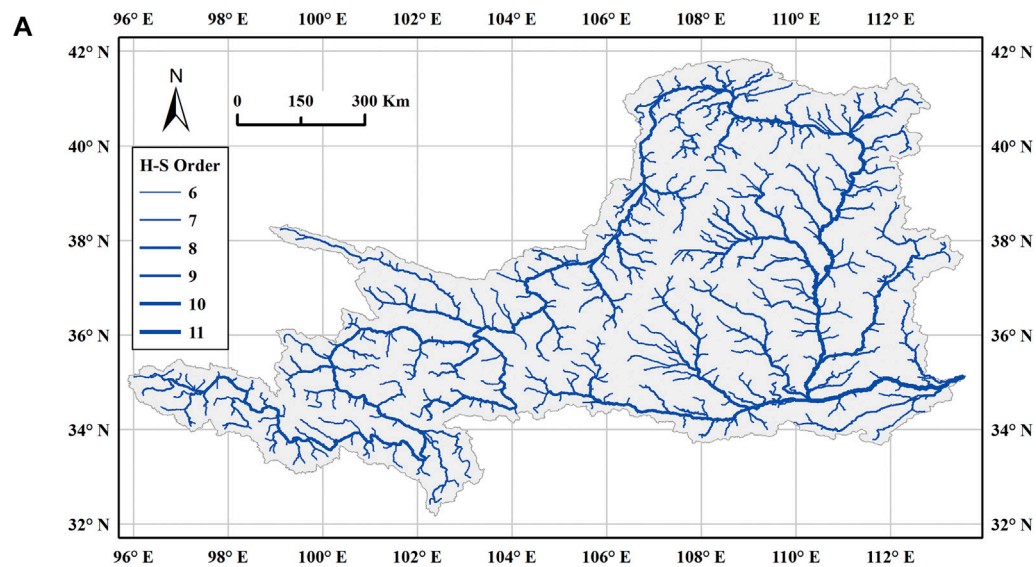 A
96° E 98° E 100° E 102° E 104° E 106° E 108° E 110° E 112° E
42° N 42° N
N
0 150 300 Km
40° N 40° N
H-S Order
6
7
8
9
10
11
38° N 38° N
36° N 36° N
34° N 34° N
32° N 32° N
96° E 98° E 100° E 102° E 104° E 106° E 108° E 110° E 112° E